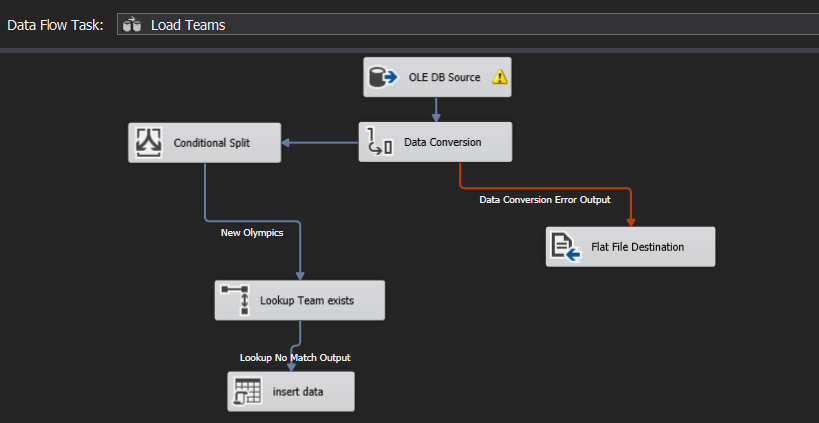 Data Flow Task:
Load Teams
OLE DB Source
Conditional Split
Data Conversion
Data Conversion Error Output
New Olympics
Flat File Destination
Lookup Team exists
Lookup No Match Output
insert data